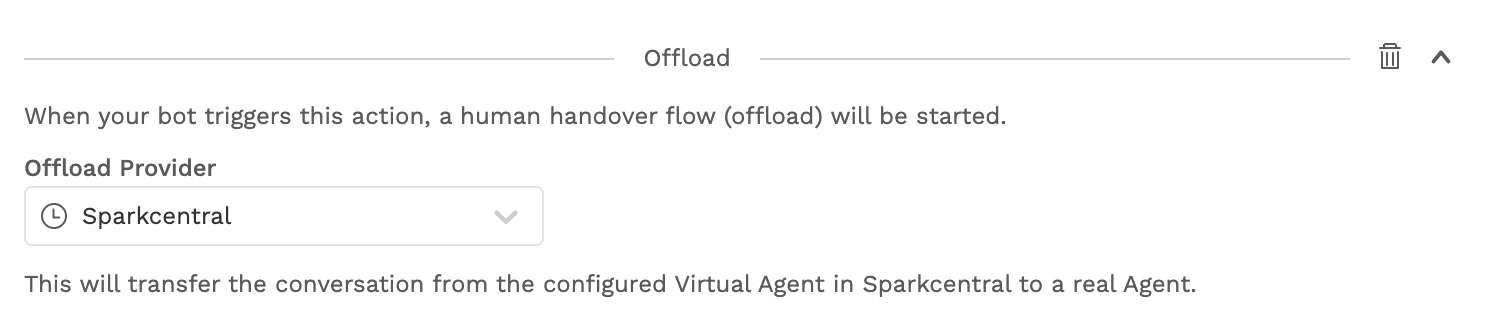 Offload
When your bot triggers this action, a human handover flow (offload) will be started.
Offload Provider
Sparkcentral
This will transfer the conversation from the configured Virtual Agent in Sparkcentral to a real Agent.